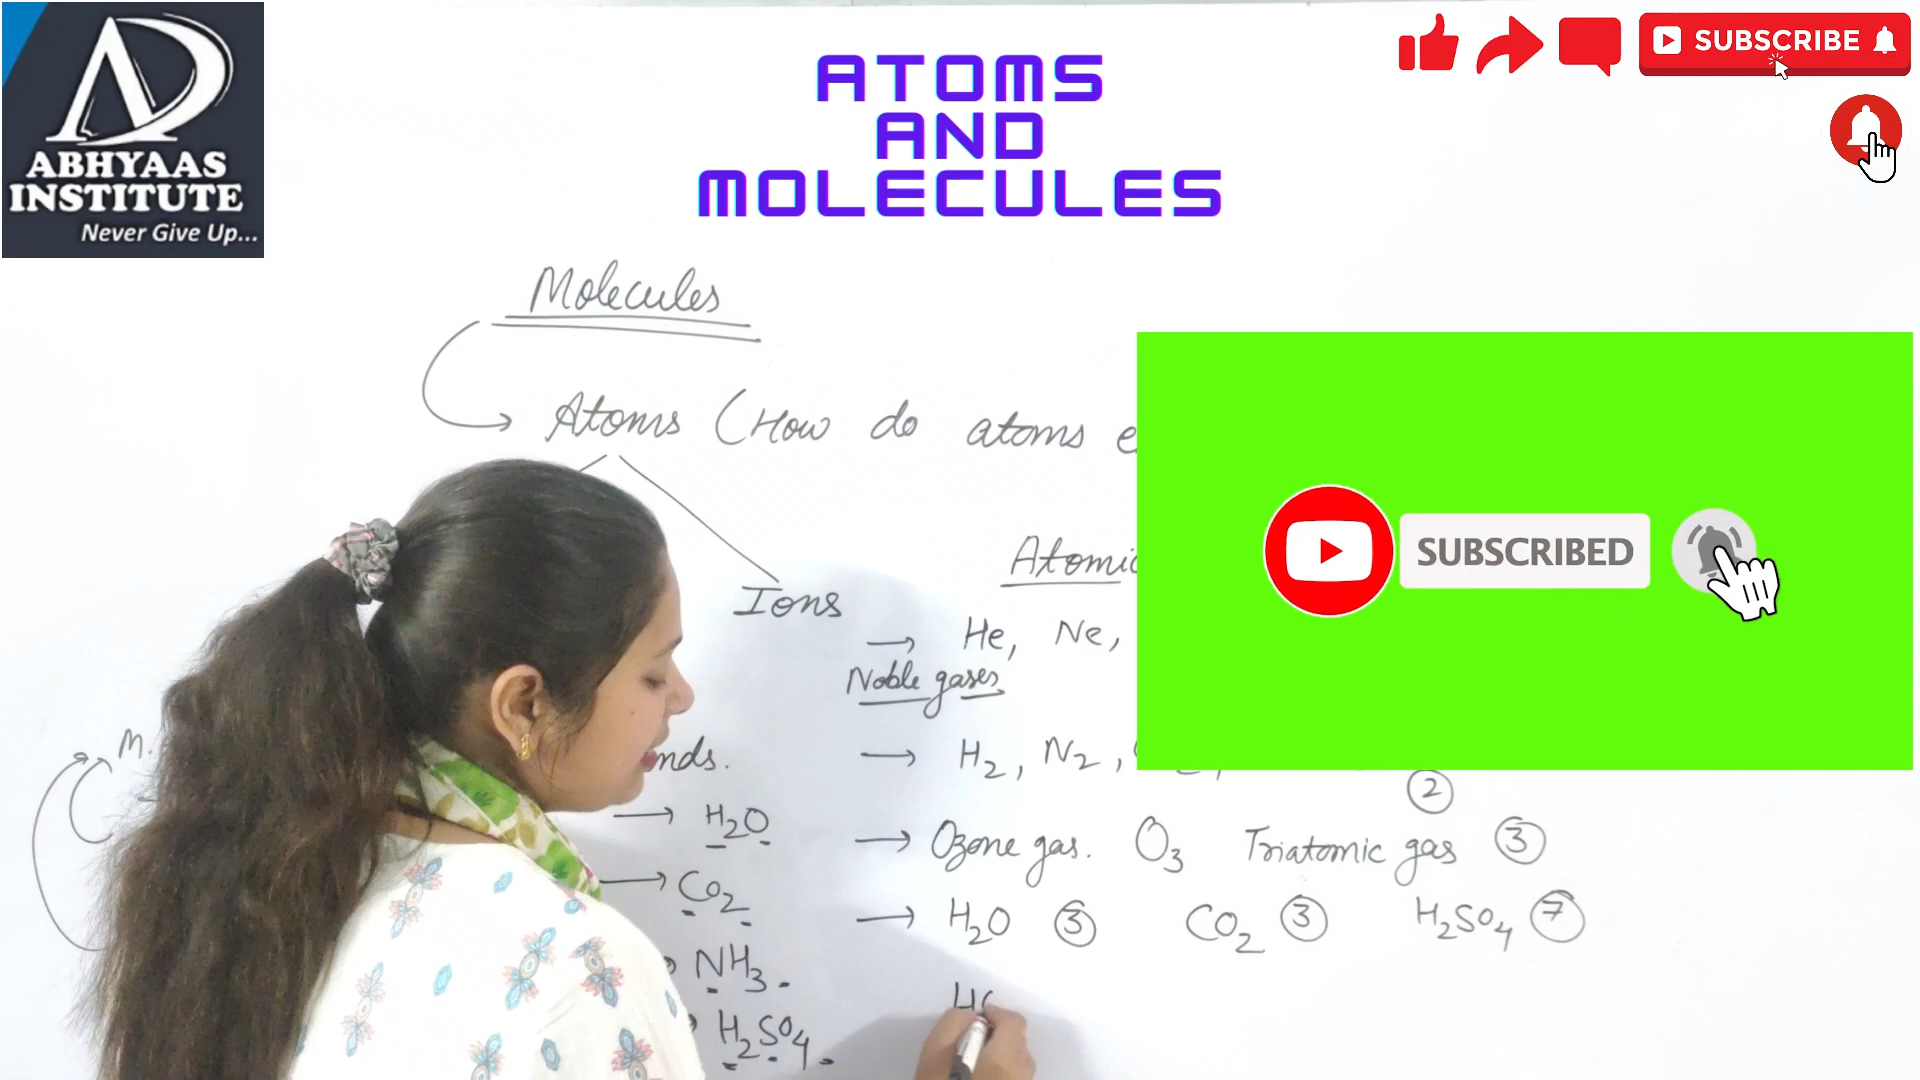 ABHYAAS
INSTITUTE
Never Give Up...
ATOMS
AND
MOLECULES
SUBSCRIBE
Molecules
Atoms (How do atoms
SUBSCRIBED
Atomic
Ions
He, Ne,
Noble gases
M.
nds.
H2, N2,
2
H2O
Ozone gas. O3 Triatomic gas 3
CO2
H2O 3 CO2 3 H2SO4 7
NH3
H2SO4